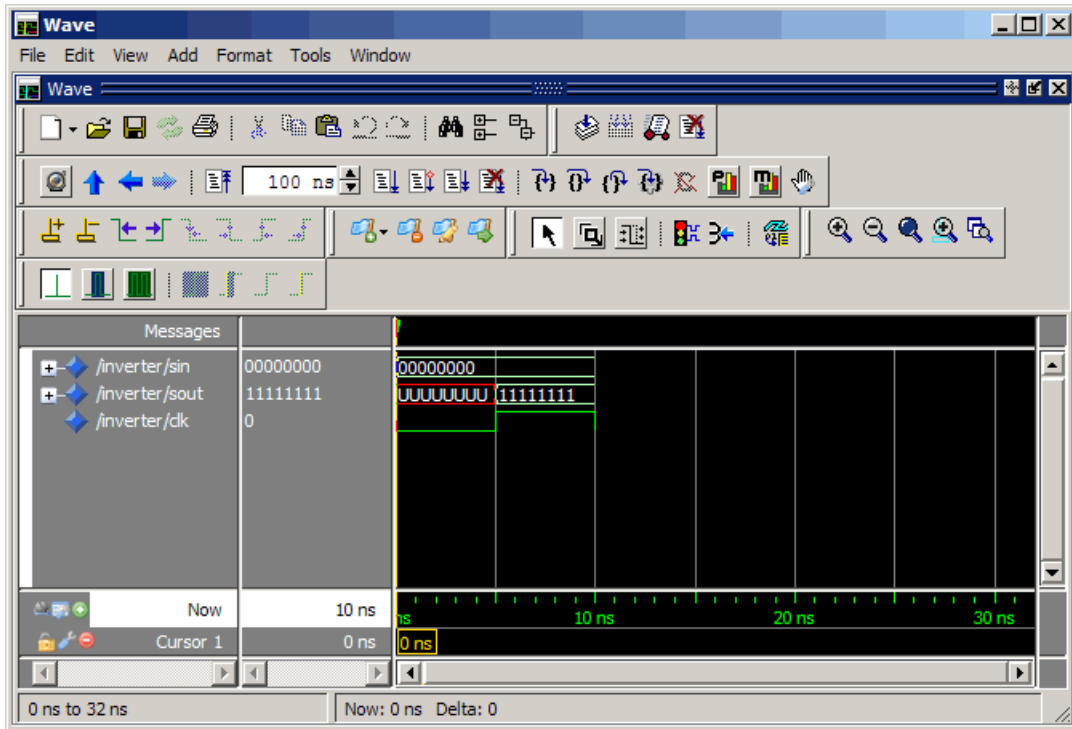 Wave
File Edit View Add Format Tools Window
Wave
100 ns
Messages
/inverter/sin 00000000 00000000
/inverter/sout 11111111 UUUUUUUU 11111111
/inverter/clk 0
Now 10 ns ns 10 ns 20 ns 30 ns
Cursor 1 0 ns 0 ns
0 ns to 32 ns Now: 0 ns Delta: 0